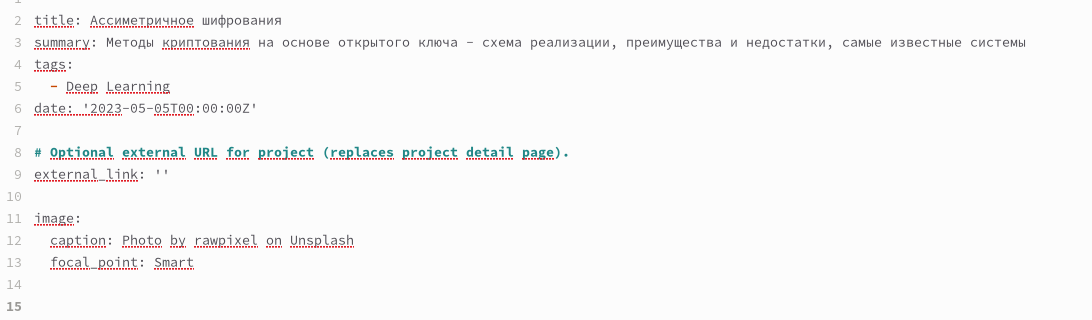 1
2 title: Ассиметричное шифрования
3 summary: Методы криптования на основе открытого ключа - схема реализации, преимущества и недостатки, самые известные системы
4 tags:
5   - Deep Learning
6 date: '2023-05-05T00:00:00Z'
7
8 # Optional external URL for project (replaces project detail page).
9 external_link: ''
10
11 image:
12   caption: Photo by rawpixel on Unsplash
13   focal_point: Smart
14
15